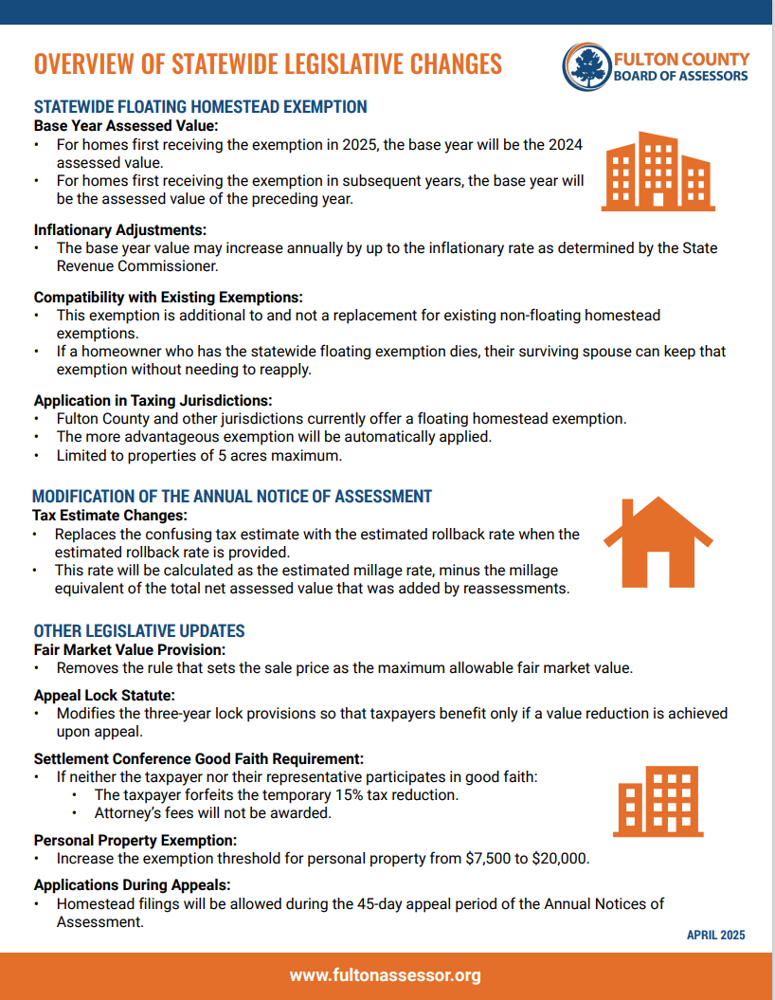 OVERVIEW OF STATEWIDE LEGISLATIVE CHANGES
FULTON COUNTY
BOARD OF ASSESSORS
STATEWIDE FLOATING HOMESTEAD EXEMPTION
Base Year Assessed Value:
• For homes first receiving the exemption in 2025, the base year will be the 2024
assessed value.
• For homes first receiving the exemption in subsequent years, the base year will
be the assessed value of the preceding year.
Inflationary Adjustments:
• The base year value may increase annually by up to the inflationary rate as determined by the State
Revenue Commissioner.
Compatibility with Existing Exemptions:
• This exemption is additional to and not a replacement for existing non-floating homestead
exemptions.
• If a homeowner who has the statewide floating exemption dies, their surviving spouse can keep that
exemption without needing to reapply.
Application in Taxing Jurisdictions:
• Fulton County and other jurisdictions currently offer a floating homestead exemption.
• The more advantageous exemption will be automatically applied.
• Limited to properties of 5 acres maximum.
MODIFICATION OF THE ANNUAL NOTICE OF ASSESSMENT
Tax Estimate Changes:
• Replaces the confusing tax estimate with the estimated rollback rate when the
estimated rollback rate is provided.
• This rate will be calculated as the estimated millage rate, minus the millage
equivalent of the total net assessed value that was added by reassessments.
OTHER LEGISLATIVE UPDATES
Fair Market Value Provision:
• Removes the rule that sets the sale price as the maximum allowable fair market value.
Appeal Lock Statute:
• Modifies the three-year lock provisions so that taxpayers benefit only if a value reduction is achieved
upon appeal.
Settlement Conference Good Faith Requirement:
• If neither the taxpayer nor their representative participates in good faith:
• The taxpayer forfeits the temporary 15% tax reduction.
• Attorney's fees will not be awarded.
Personal Property Exemption:
• Increase the exemption threshold for personal property from $7,500 to $20,000.
Applications During Appeals:
• Homestead filings will be allowed during the 45-day appeal period of the Annual Notices of
Assessment.
APRIL 2025
www.fultonassessor.org